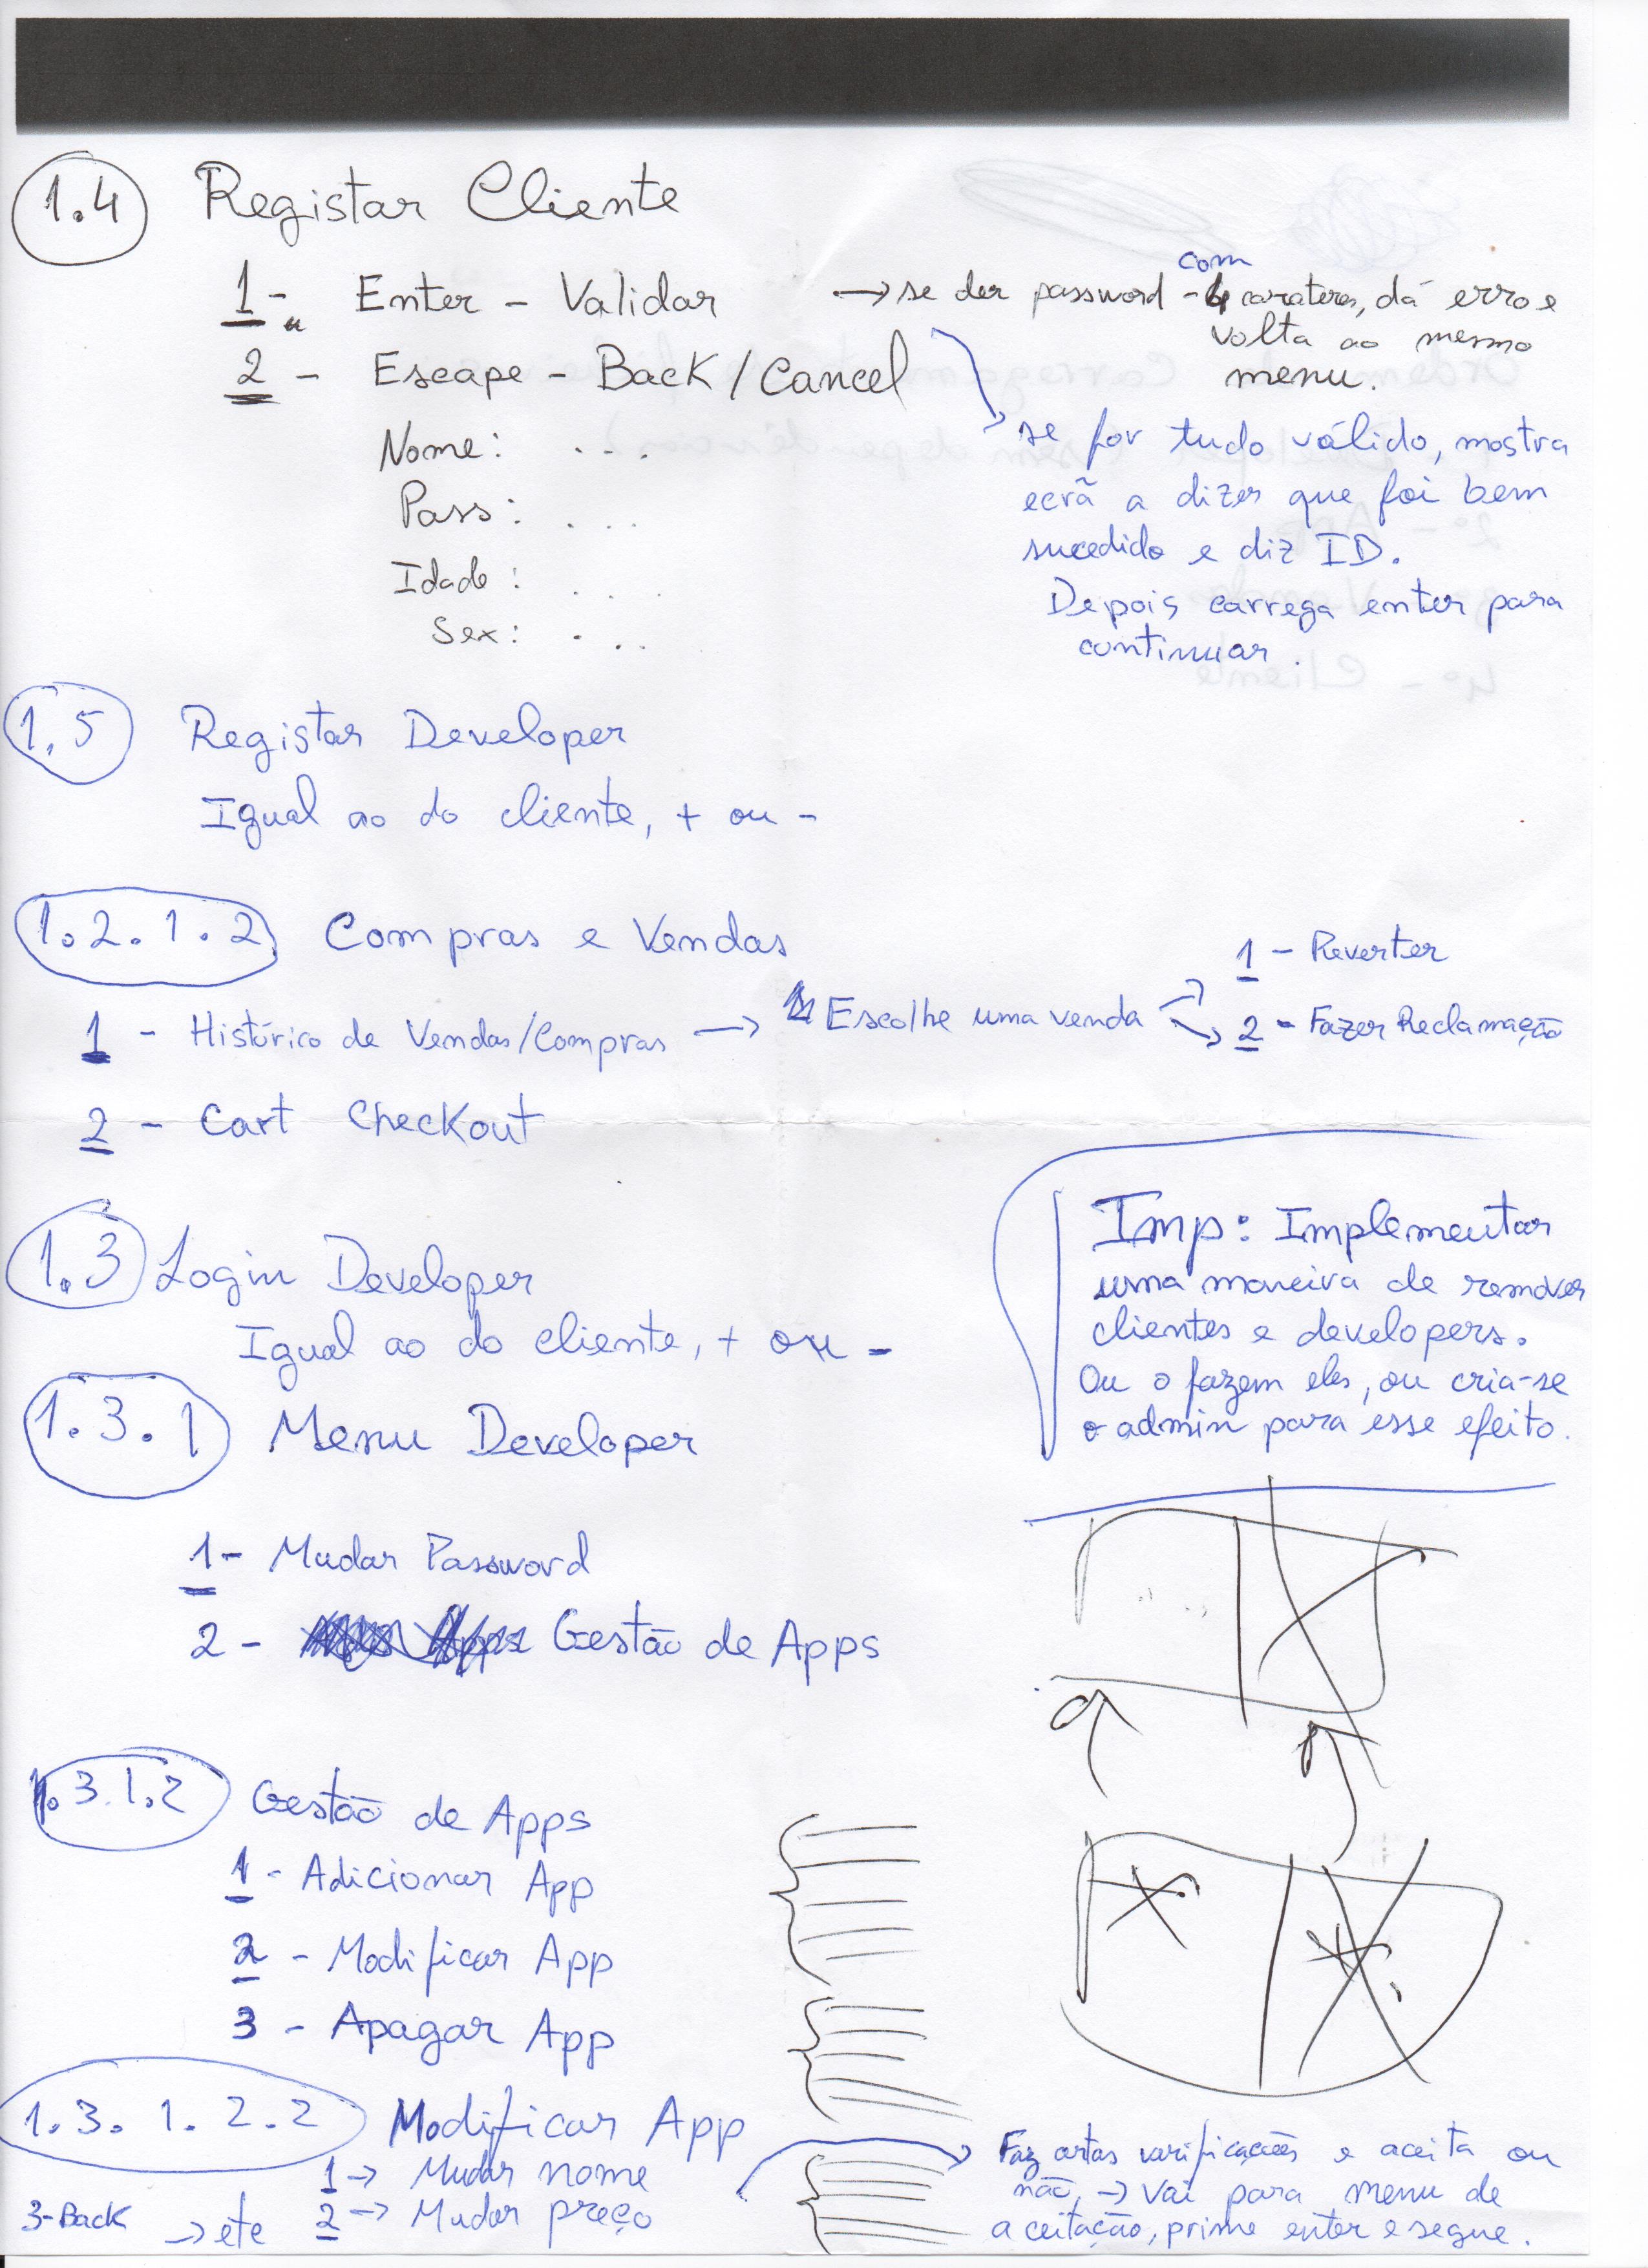 1.4 Registar Cliente
1 - Enter - Validar → se der password com - 4 carateres, dá erro e
volta ao mesmo
menu.
2 - Escape - Back / Cancel
Nome: ...
Pass: ...
Idade: ...
Sex: ...
se for tudo válido, mostra
ecrã a dizer que foi bem
sucedido e diz ID.
Depois carrega enter para
continuar.
1.5 Registar Developer
Igual ao do cliente, + ou -
1.2.1.2 Compras e Vendas
1 - Histórico de Vendas/Compras → Escolhe uma venda
1 - Reverter
2 - Fazer Reclamação
2 - Cart Checkout
1.3 Login Developer
Igual ao do cliente, + ou -
Imp: Implementar
uma maneira de remover
clientes e developers.
Ou o fazem eles, ou cria-se
o admin para esse efeito.
1.3.1 Menu Developer
1 - Mudar Password
2 - Gestão de Apps
1.3.1.2 Gestão de Apps
1 - Adicionar App
2 - Modificar App
3 - Apagar App
1.3.1.2.2 Modificar App
1 → Mudar nome
2 → Mudar preço
3-Back → etc
Faz certas verificações e aceita ou
não, → Vai para menu de
aceitação, prime enter e segue.